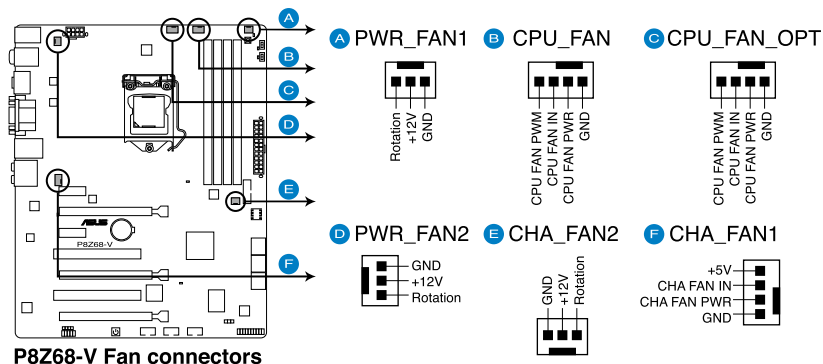 A
B
C
D
E
F
ASUS
P8Z68-V
P8Z68-V Fan connectors
A PWR_FAN1
Rotation
+12V
GND
B CPU_FAN
CPU FAN PWM
CPU FAN IN
CPU FAN PWR
GND
C CPU_FAN_OPT
CPU FAN PWM
CPU FAN IN
CPU FAN PWR
GND
D PWR_FAN2
GND
+12V
Rotation
E CHA_FAN2
GND
+12V
Rotation
F CHA_FAN1
+5V
CHA FAN IN
CHA FAN PWR
GND